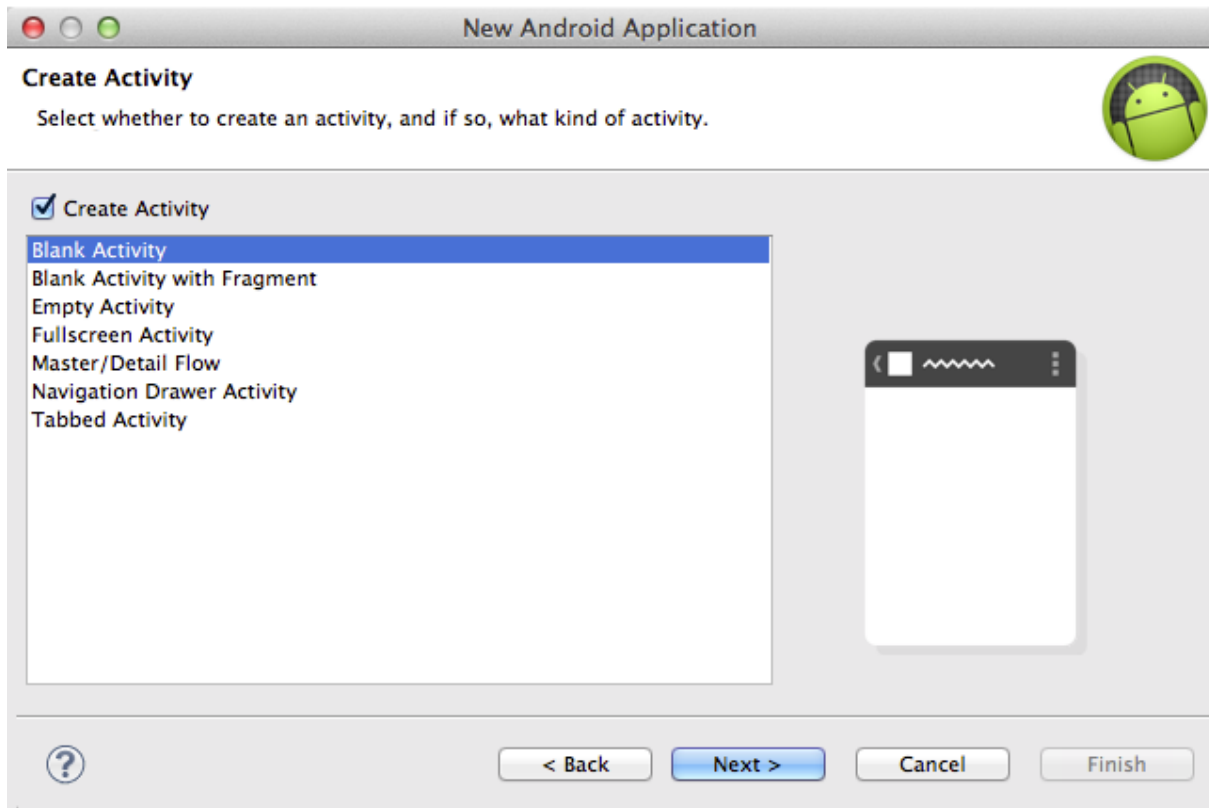 New Android Application
Create Activity
Select whether to create an activity, and if so, what kind of activity.
Create Activity
Blank Activity
Blank Activity with Fragment
Empty Activity
Fullscreen Activity
Master/Detail Flow
Navigation Drawer Activity
Tabbed Activity
?
< Back
Next >
Cancel
Finish